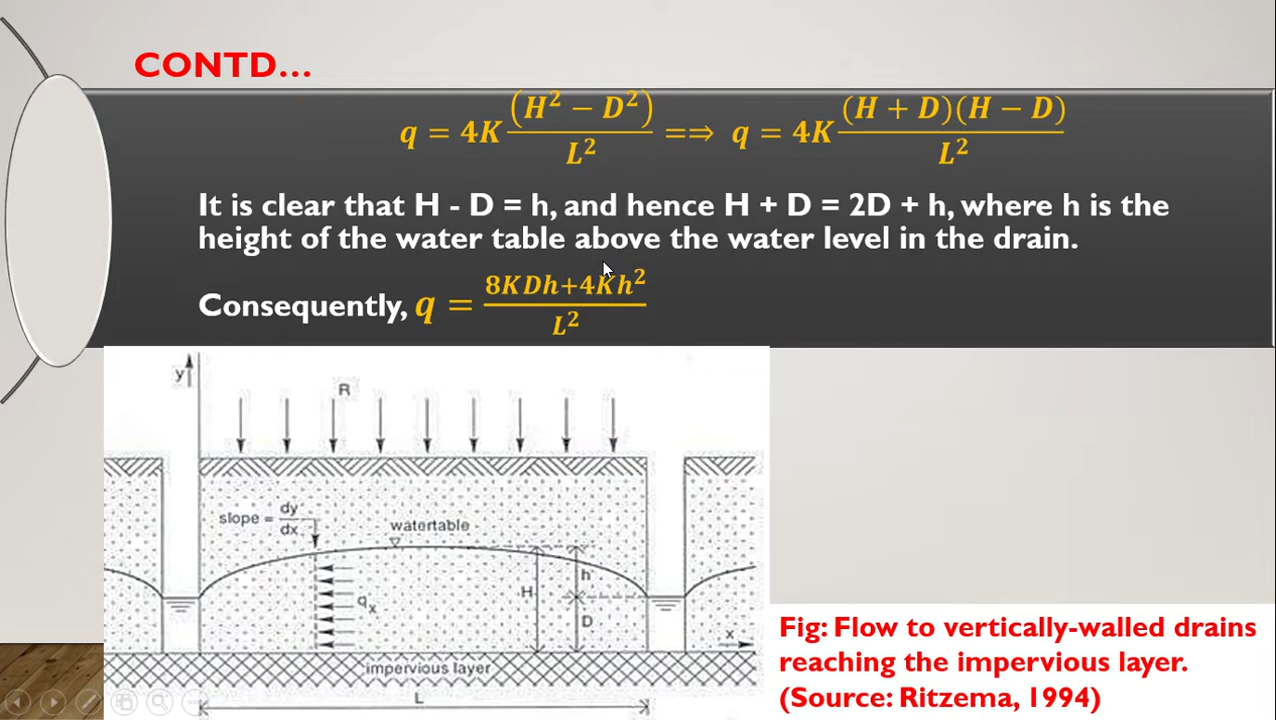 CONTD…
q = 4K (H² − D²) / L² ⟹ q = 4K (H + D)(H − D) / L²
It is clear that H - D = h, and hence H + D = 2D + h, where h is the
height of the water table above the water level in the drain.
Consequently, q = 8KDh+4Kh² / L²
y
R
slope = dy/dx
watertable
h
H
q_x
D
x
impervious layer
L
Fig: Flow to vertically-walled drains
reaching the impervious layer.
(Source: Ritzema, 1994)